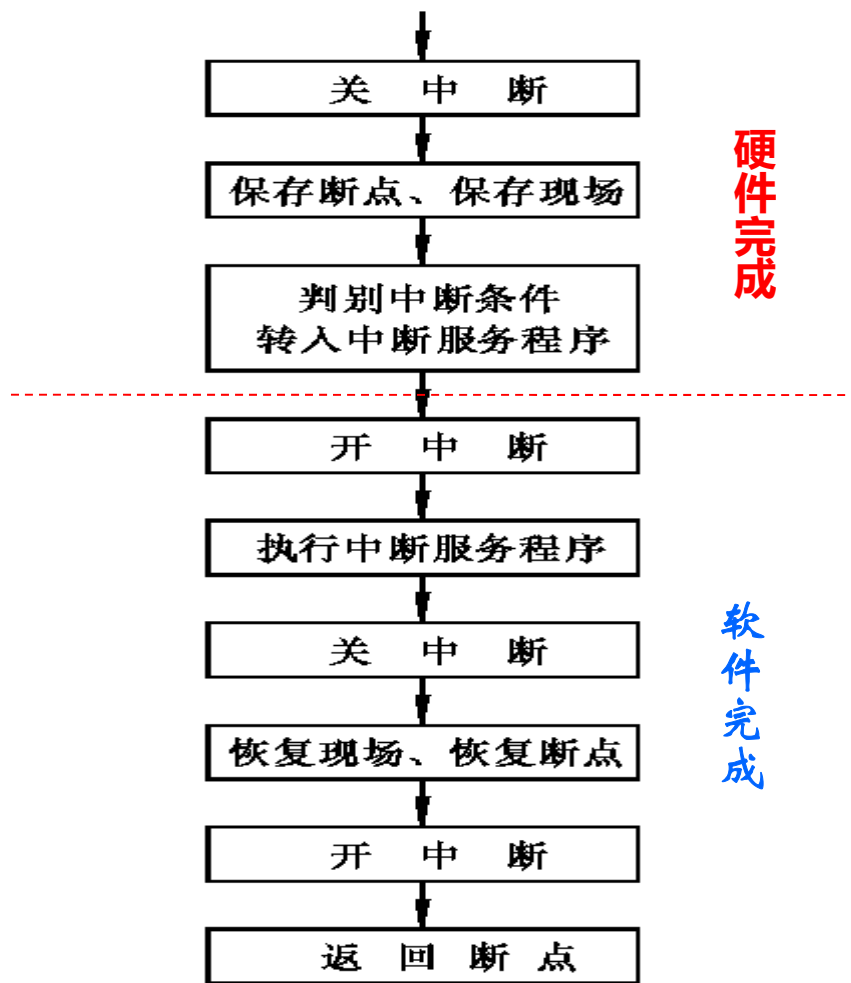 关 中 断
保存断点、保存现场
判别中断条件
转入中断服务程序
硬件完成
开 中 断
执行中断服务程序
关 中 断
恢复现场、恢复断点
开 中 断
返 回 断 点
软件完成